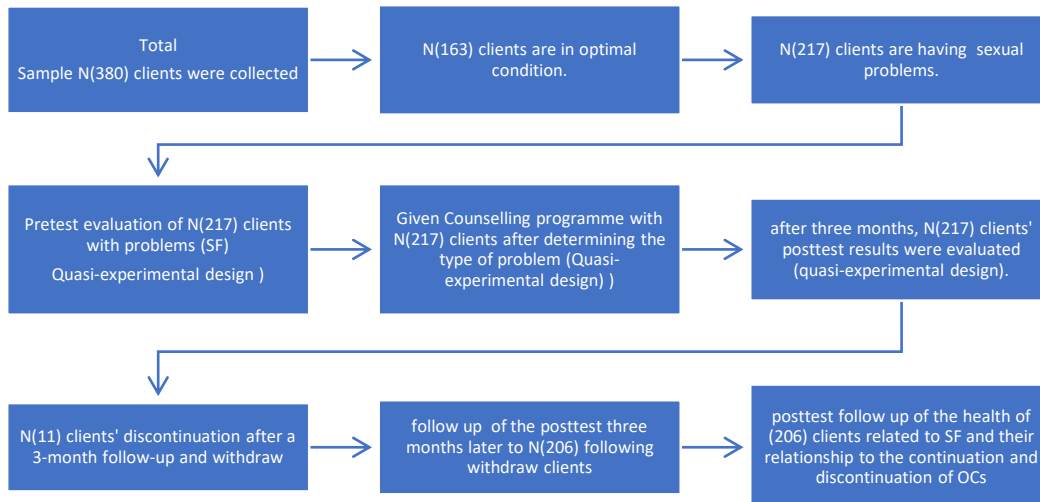 Total
Sample N(380) clients were collected
N(163) clients are in optimal
condition.
N(217) clients are having  sexual
problems.
Pretest evaluation of N(217) clients
with problems (SF)
Quasi-experimental design )
Given Counselling programme with
N(217) clients after determining the
type of problem (Quasi-
experimental design) )
after three months, N(217) clients'
posttest results were evaluated
(quasi-experimental design).
N(11) clients' discontinuation after a
3-month follow-up and withdraw
follow up  of the posttest three
months later to N(206) following
withdraw clients
posttest follow up of the health of
(206) clients related to SF and their
relationship to the continuation and
discontinuation of OCs